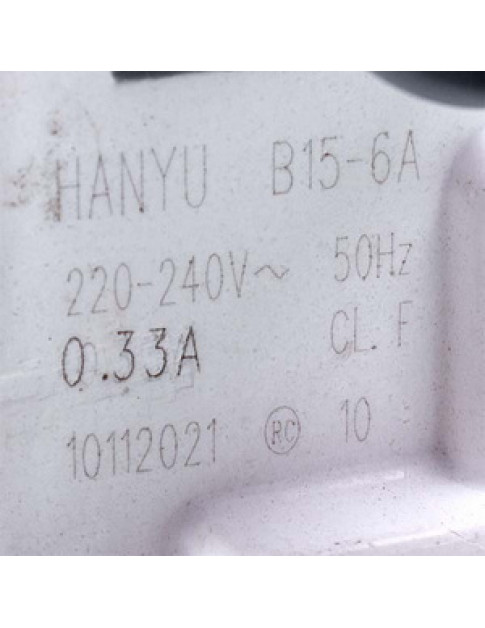 HANYU B15-6A
220-240V~ 50Hz
0.33A CL. F
10112021 RC 10